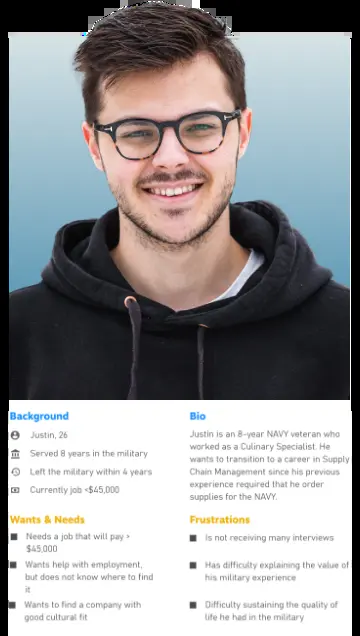 Background
Justin, 26
Served 8 years in the military
Left the military within 4 years
Currently job <$45,000
Bio
Justin is an 8-year NAVY veteran who
worked as a Culinary Specialist. He
wants to transition to a career in Supply
Chain Management since his previous
experience required that he order
supplies for the NAVY.
Wants & Needs
Needs a job that will pay >
$45,000
Wants help with employment,
but does not know where to find
it
Wants to find a company with
good cultural fit
Frustrations
Is not receiving many interviews
Has difficulty explaining the value of
his military experience
Difficulty sustaining the quality of
life he had in the military